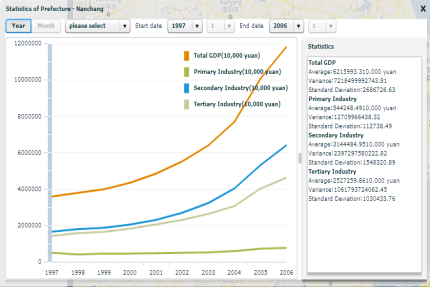 Statistics of Prefecture - Nanchang
X
Year Month please select Start date 1997 1 End date 2006 1
12000000
10000000
8000000
6000000
4000000
2000000
0
1997 1998 1999 2000 2001 2002 2003 2004 2005 2006
Total GDP(10,000 yuan)
Primary Industry(10,000 yuan)
Secondary Industry(10,000 yuan)
Tertiary Industry(10,000 yuan)
Statistics
Total GDP
Average:6215993.310,000 yuan
Variance:7218499992743.81
Standard Deviation:2686726.63
Primary Industry
Average:544248.4910,000 yuan
Variance:12709966438.32
Standard Deviation:112738.49
Secondary Industry
Average:3144484.9510,000 yuan
Variance:2397297580222.82
Standard Deviation:1548320.89
Tertiary Industry
Average:2527259.8610,000 yuan
Variance:1061793724062.45
Standard Deviation:1030433.76